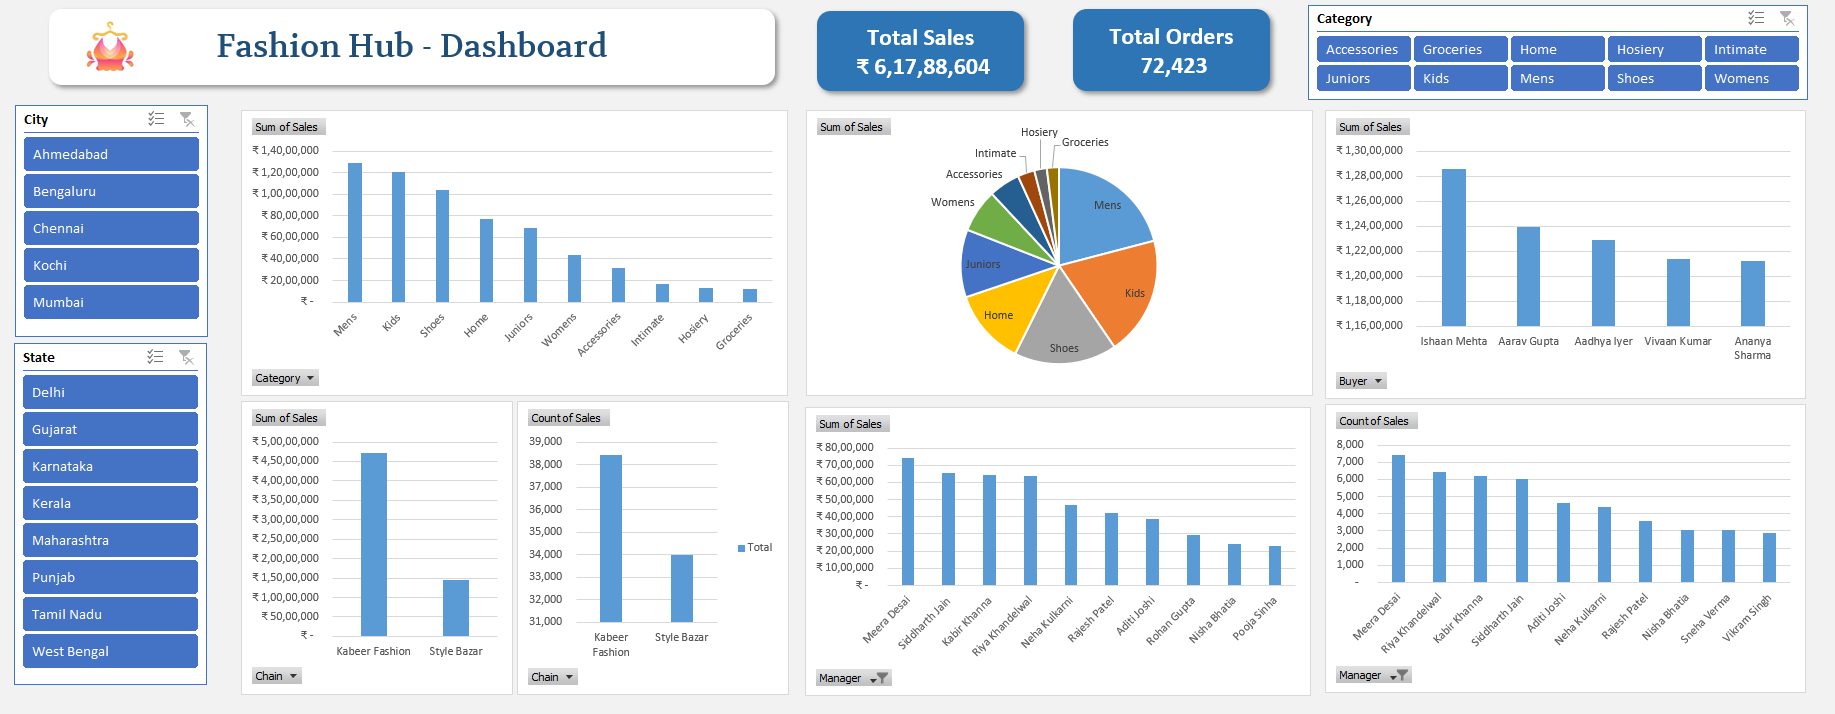 Fashion Hub - Dashboard
Total Sales
₹ 6,17,88,604
Total Orders
72,423
Category
Accessories Groceries Home Hosiery Intimate
Juniors Kids Mens Shoes Womens
City
Ahmedabad
Bengaluru
Chennai
Kochi
Mumbai
State
Delhi
Gujarat
Karnataka
Kerala
Maharashtra
Punjab
Tamil Nadu
West Bengal
Sum of Sales
₹ 1,40,00,000
₹ 1,20,00,000
₹ 1,00,00,000
₹ 80,00,000
₹ 60,00,000
₹ 40,00,000
₹ 20,00,000
₹ -
Mens Kids Shoes Home Juniors Womens Accessories Intimate Hosiery Groceries
Category
Sum of Sales
Hosiery
Groceries
Intimate
Accessories
Womens
Mens
Juniors
Kids
Home
Shoes
Sum of Sales
₹ 1,30,00,000
₹ 1,28,00,000
₹ 1,26,00,000
₹ 1,24,00,000
₹ 1,22,00,000
₹ 1,20,00,000
₹ 1,18,00,000
₹ 1,16,00,000
Ishaan Mehta Aarav Gupta Aadhya Iyer Vivaan Kumar Ananya
Sharma
Buyer
Sum of Sales
₹ 5,00,00,000
₹ 4,50,00,000
₹ 4,00,00,000
₹ 3,50,00,000
₹ 3,00,00,000
₹ 2,50,00,000
₹ 2,00,00,000
₹ 1,50,00,000
₹ 1,00,00,000
₹ 50,00,000
₹ -
Kabeer Fashion Style Bazar
Chain
Count of Sales
39,000
38,000
37,000
36,000
35,000
34,000
33,000
32,000
31,000
Kabeer
Fashion
Style Bazar
Total
Chain
Sum of Sales
₹ 80,00,000
₹ 70,00,000
₹ 60,00,000
₹ 50,00,000
₹ 40,00,000
₹ 30,00,000
₹ 20,00,000
₹ 10,00,000
₹ -
Meera Desai Siddharth Jain Kabir Khanna Riya Khandelwal Neha Kulkarni Rajesh Patel Aditi Joshi Rohan Gupta Nisha Bhatia Pooja Sinha
Manager
Count of Sales
8,000
7,000
6,000
5,000
4,000
3,000
2,000
1,000
-
Meera Desai Riya Khandelwal Kabir Khanna Siddharth Jain Aditi Joshi Neha Kulkarni Rajesh Patel Nisha Bhatia Sneha Verma Vikram Singh
Manager